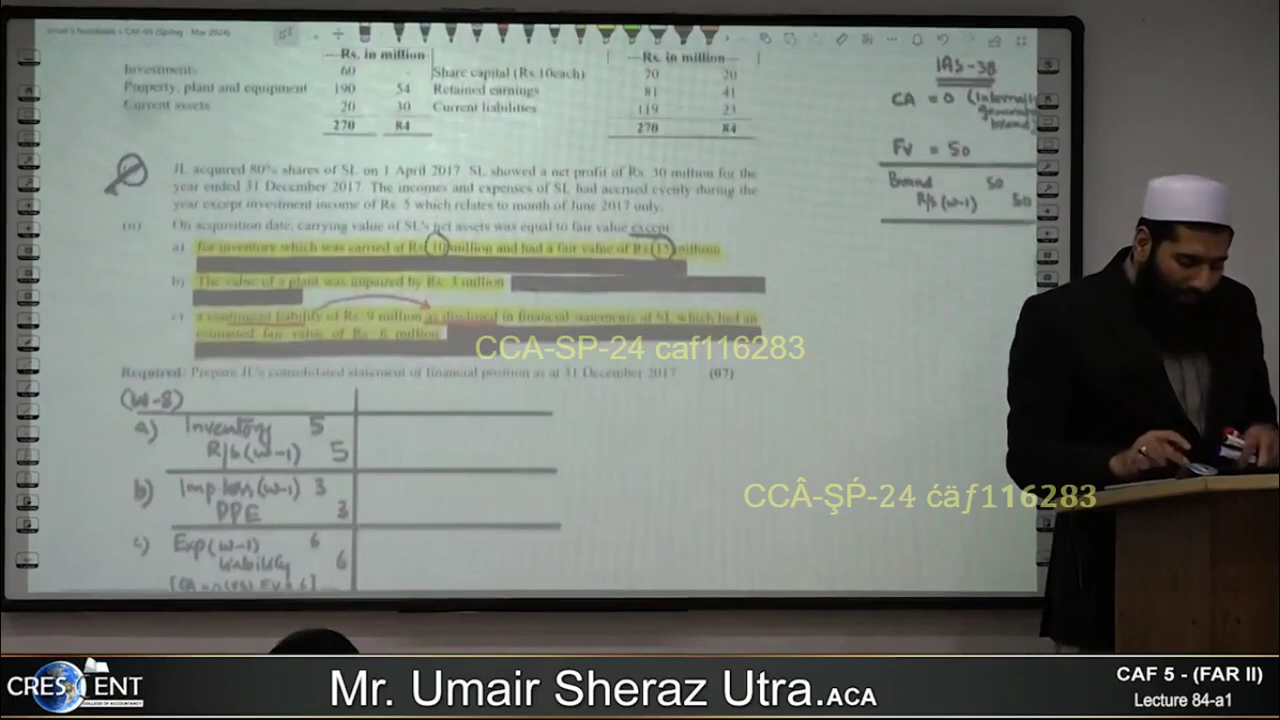 Umair's Notebook » CAF-05 (Spring - Mar 2024)
—Rs. in million— —Rs. in million—
Investment 60 - Share capital (Rs.10each) 70 20
Property, plant and equipment 190 54 Retained earnings 81 41
Current assets 20 30 Current liabilities 119 23
270 84 270 84
JL acquired 80% shares of SL on 1 April 2017 SL showed a net profit of Rs. 30 million for the
year ended 31 December 2017. The incomes and expenses of SL had accrued evenly during the
year except investment income of Rs. 5 which relates to month of June 2017 only.
(ii) On acquisition date, carrying value of SL's net assets was equal to fair value except
a) for inventory which was carried at Rs. 10 million and had a fair value of Rs. 15 million.
b) The value of a plant was impaired by Rs. 3 million
c) a contingent liability of Rs. 9 million as disclosed in financial statements of SL which had an
estimated fair value of Rs. 6 million
Required: Prepare JL's consolidated statement of financial position as at 31 December 2017 (07)
(W-8)
a) Inventory 5
R/E (W-1) 5
b) Imp. loss (W-1) 3
PPE 3
c) Exp (W-1) 6
Liability 6
IAS-38
CA = 0 (Internally
generated
brand)
FV = 50
Brand 50
R/E (W-1) 50
CCA-SP-24 caf116283
CCÂ-ŞṔ-24 ćäƒ116283
CRESCENT
COLLEGE OF ACCOUNTANCY
Mr. Umair Sheraz Utra.ACA
CAF 5 - (FAR II)
Lecture 84-a1